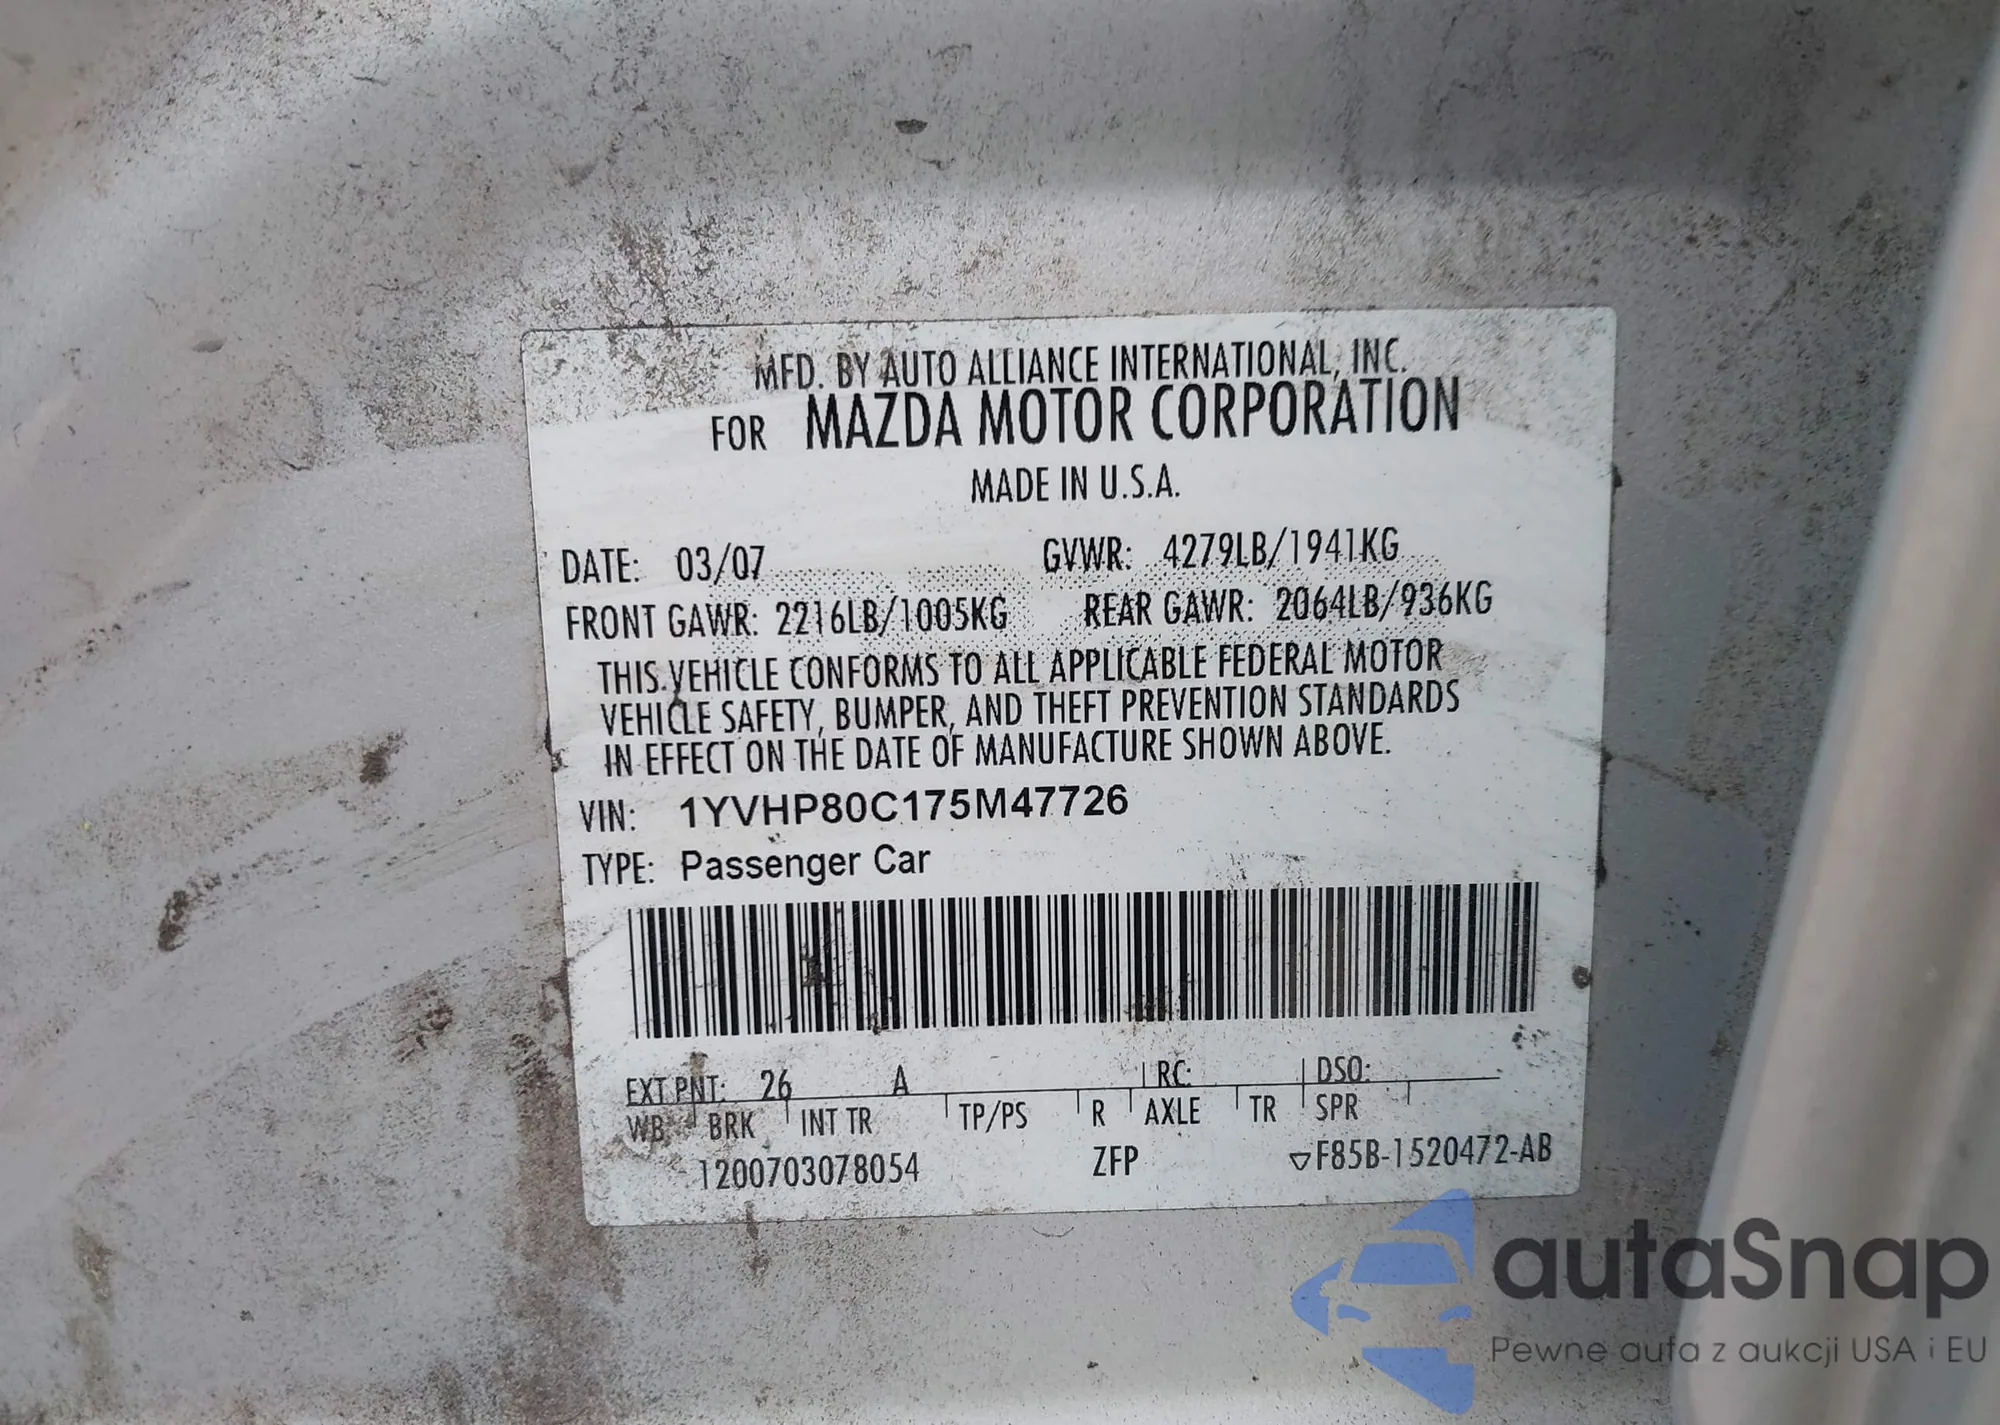 MFD. BY AUTO ALLIANCE INTERNATIONAL, INC.
FOR MAZDA MOTOR CORPORATION
MADE IN U.S.A.
DATE: 03/07 GVWR: 4279LB/1941KG
FRONT GAWR: 2216LB/1005KG REAR GAWR: 2064LB/936KG
THIS VEHICLE CONFORMS TO ALL APPLICABLE FEDERAL MOTOR
VEHICLE SAFETY, BUMPER, AND THEFT PREVENTION STANDARDS
IN EFFECT ON THE DATE OF MANUFACTURE SHOWN ABOVE.
VIN: 1YVHP80C175M47726
TYPE: Passenger Car
EXT PNT: 26 A RC: DSO:
WB BRK INT TR TP/PS R AXLE TR SPR
1200703078054 ZFP ▽F85B-1520472-AB
autaSnap
Pewne auta z aukcji USA i EU